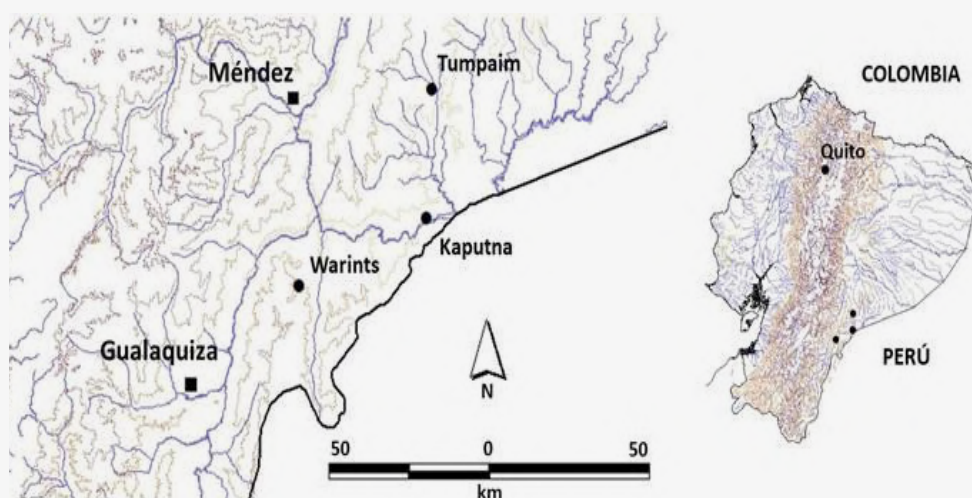 Méndez
Tumpaim
Kaputna
Warints
Gualaquiza
N
50 0 50
km
COLOMBIA
Quito
PERÚ